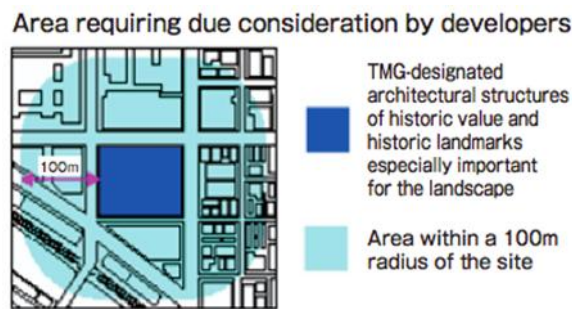 Area requiring due consideration by developers
100m
TMG-designated
architectural structures
of historic value and
historic landmarks
especially important
for the landscape
Area within a 100m
radius of the site